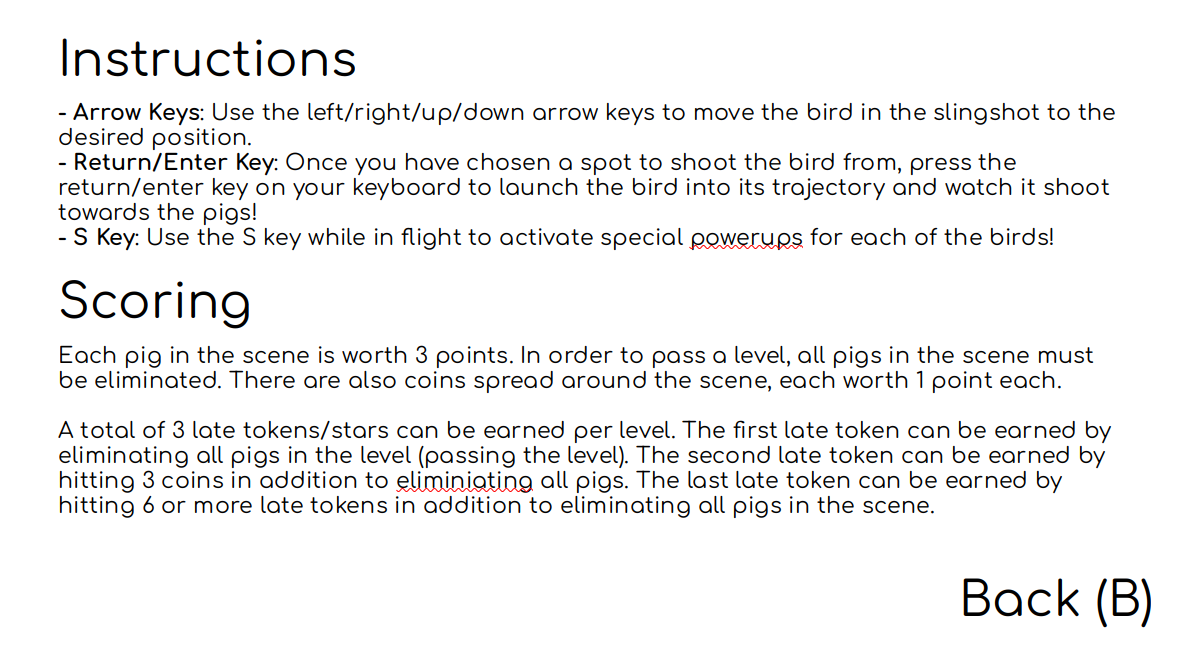 Instructions
- Arrow Keys: Use the left/right/up/down arrow keys to move the bird in the slingshot to the
desired position.
- Return/Enter Key: Once you have chosen a spot to shoot the bird from, press the
return/enter key on your keyboard to launch the bird into its trajectory and watch it shoot
towards the pigs!
- S Key: Use the S key while in flight to activate special powerups for each of the birds!
Scoring
Each pig in the scene is worth 3 points. In order to pass a level, all pigs in the scene must
be eliminated. There are also coins spread around the scene, each worth 1 point each.
A total of 3 late tokens/stars can be earned per level. The first late token can be earned by
eliminating all pigs in the level (passing the level). The second late token can be earned by
hitting 3 coins in addition to eliminiating all pigs. The last late token can be earned by
hitting 6 or more late tokens in addition to eliminating all pigs in the scene.
Back (B)